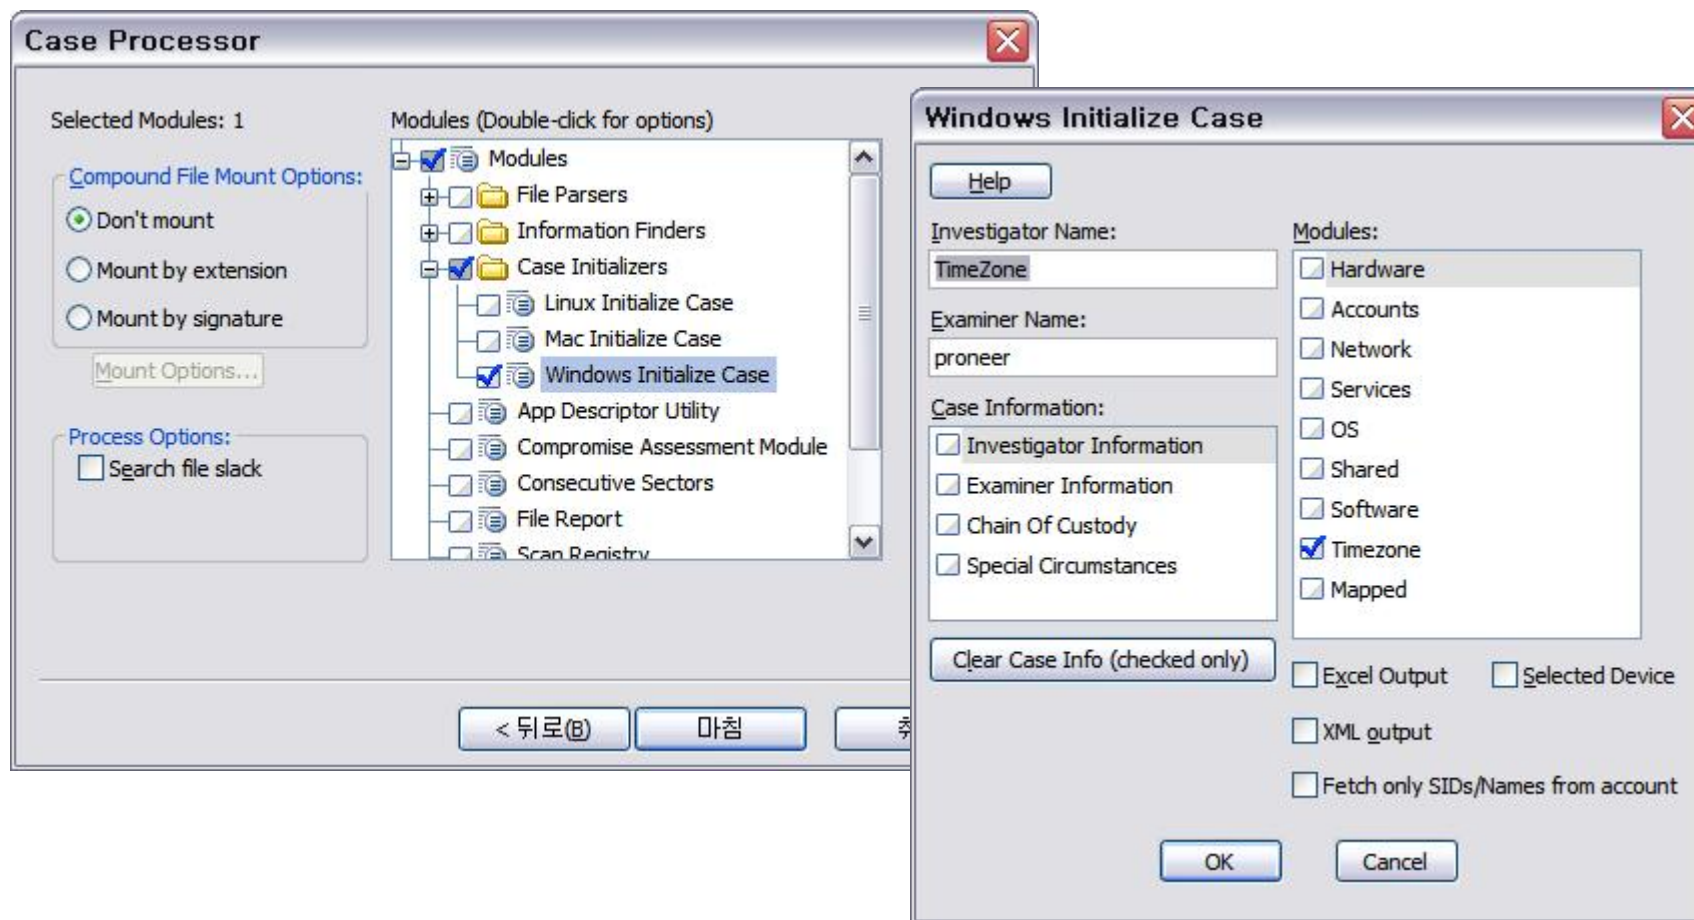 Case Processor
Selected Modules: 1
Compound File Mount Options:
Don't mount
Mount by extension
Mount by signature
Mount Options...
Process Options:
Search file slack
Modules (Double-click for options)
Modules
File Parsers
Information Finders
Case Initializers
Linux Initialize Case
Mac Initialize Case
Windows Initialize Case
App Descriptor Utility
Compromise Assessment Module
Consecutive Sectors
File Report
Scan Registry
< 뒤로(B)
마침
Windows Initialize Case
Help
Investigator Name:
TimeZone
Examiner Name:
proneer
Case Information:
Investigator Information
Examiner Information
Chain Of Custody
Special Circumstances
Clear Case Info (checked only)
Modules:
Hardware
Accounts
Network
Services
OS
Shared
Software
Timezone
Mapped
Excel Output
Selected Device
XML output
Fetch only SIDs/Names from account
OK
Cancel